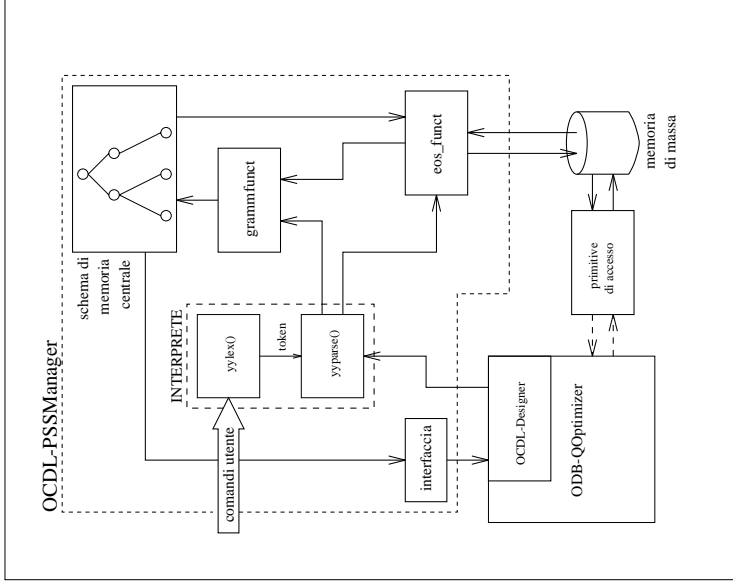 OCDL-PSSManager
schema di
memoria
centrale
INTERPRETE
comandi utente
yylex()
token
yyparse()
grammfunct
eos_funct
interfaccia
OCDL-Designer
ODB-QOptimizer
primitive
di accesso
memoria
di massa